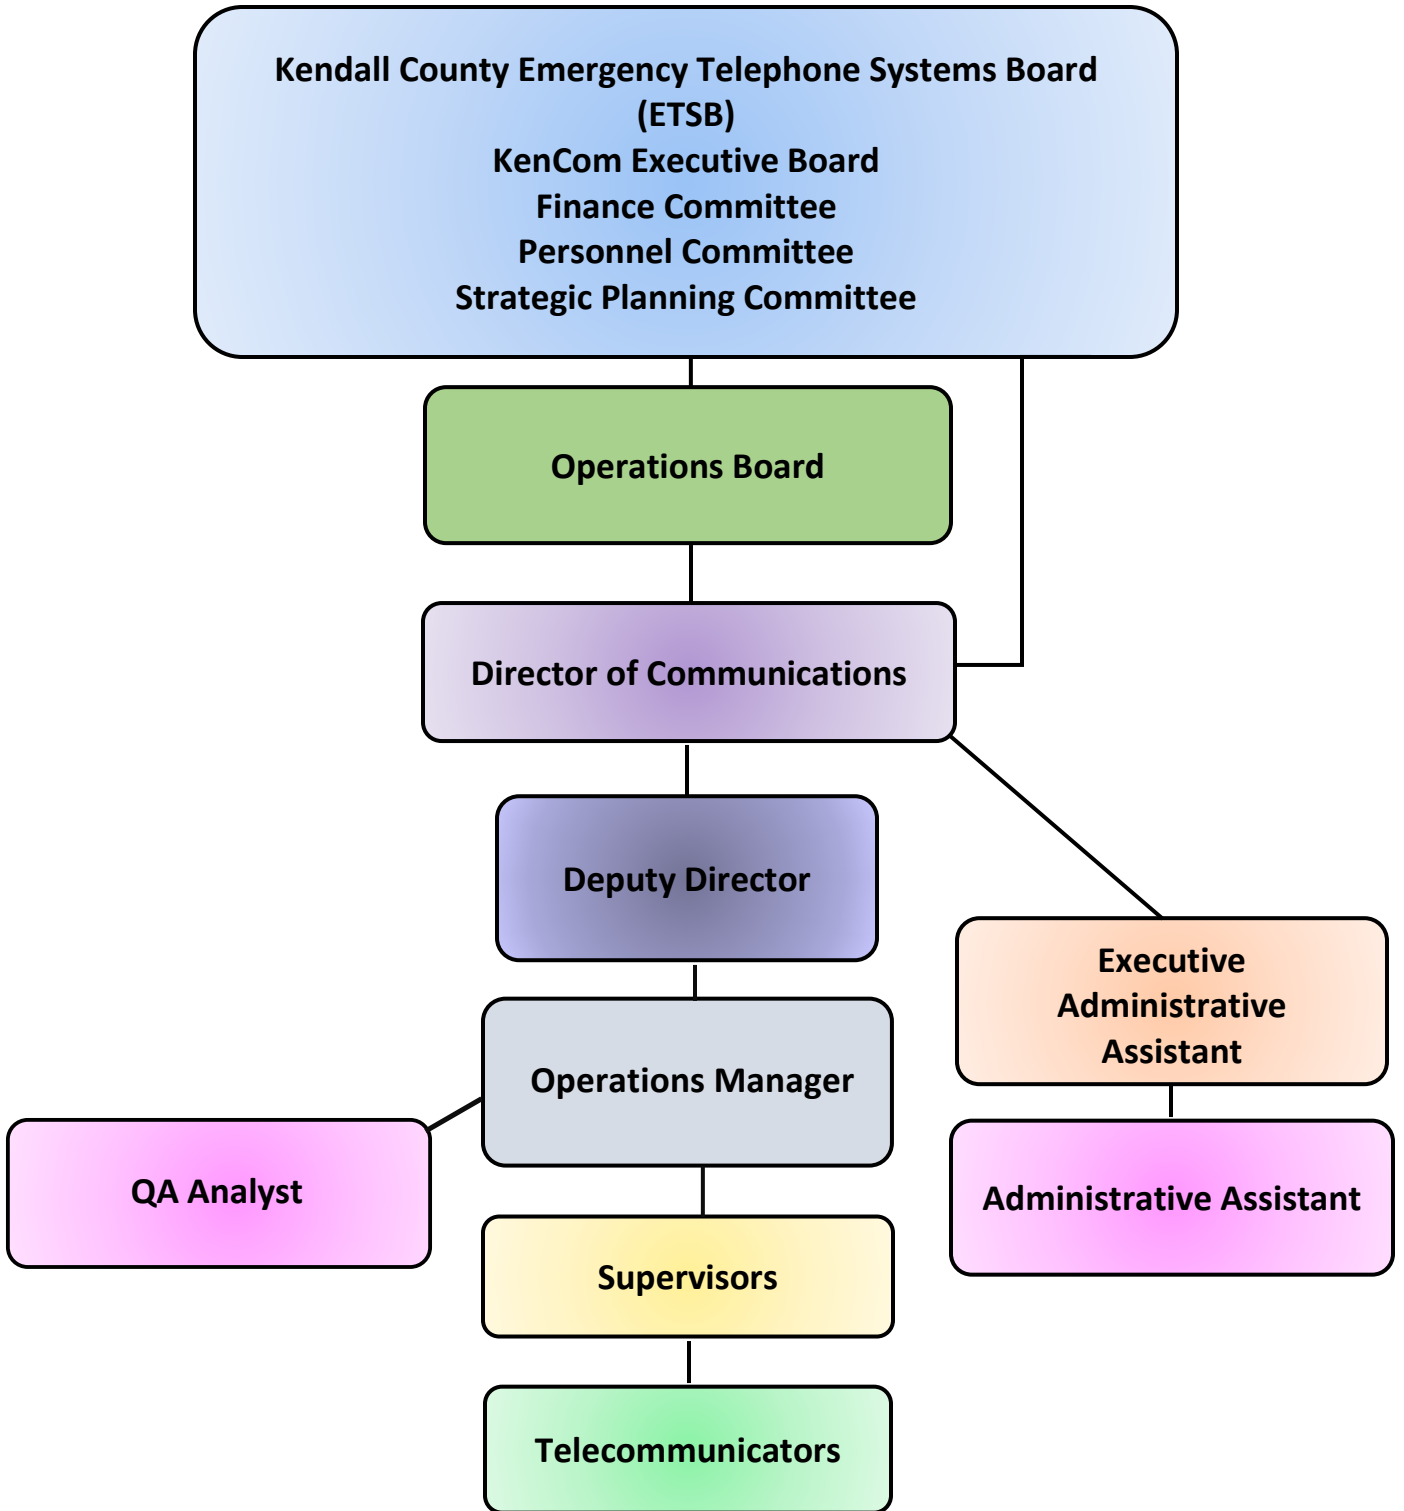 Kendall County Emergency Telephone Systems Board
(ETSB)
KenCom Executive Board
Finance Committee
Personnel Committee
Strategic Planning Committee
Operations Board
Director of Communications
Deputy Director
Executive
Administrative
Assistant
Operations Manager
QA Analyst
Administrative Assistant
Supervisors
Telecommunicators